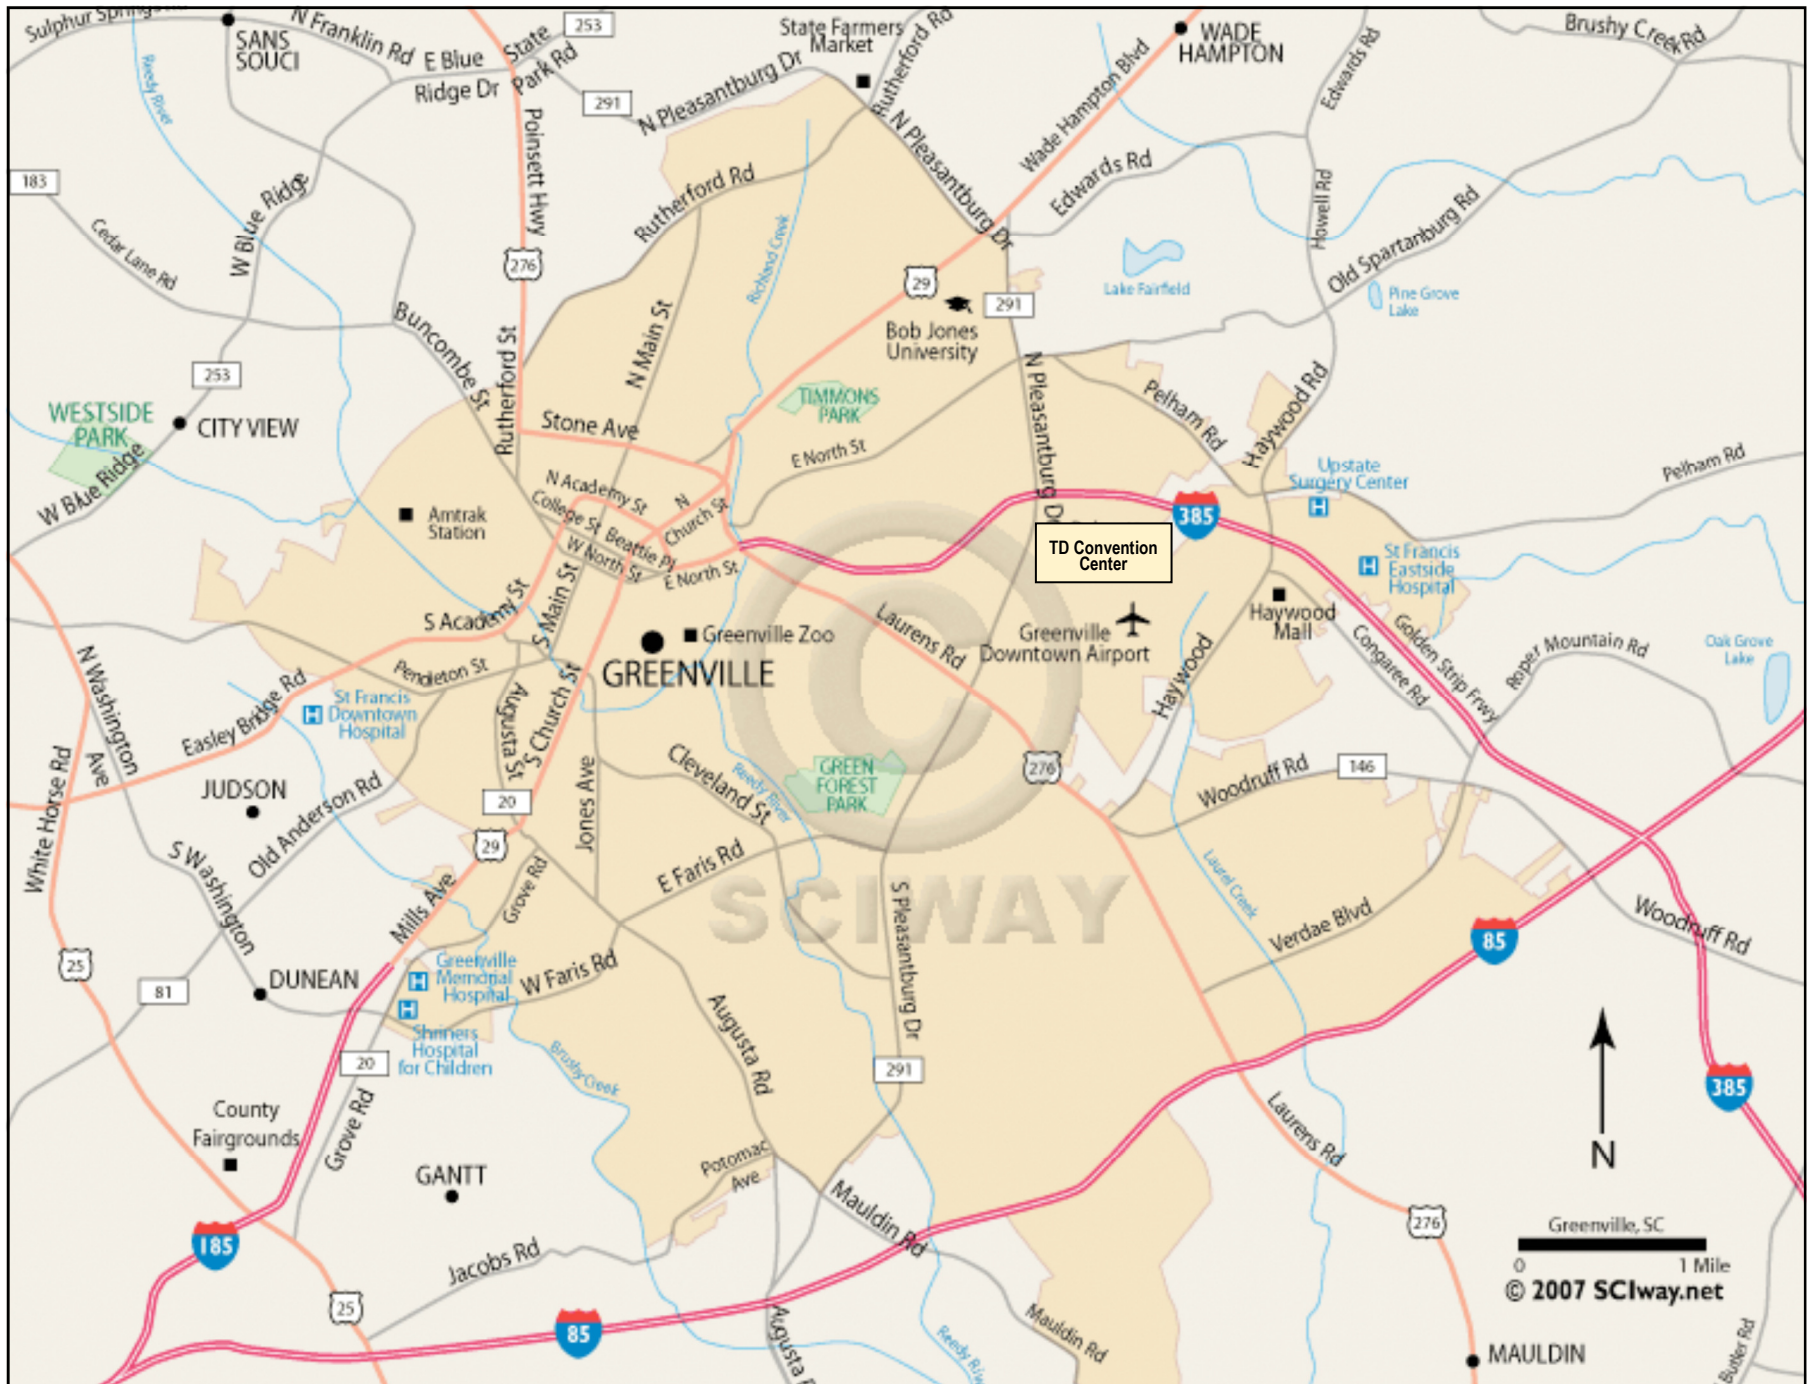 Sulphur Springs Rd
SANS
SOUCI
N Franklin Rd
E Blue
Ridge Dr
State
Park Rd
253
291
State Farmers
Market
Rutherford Rd
N Pleasantburg Dr
N Pleasantburg Dr
WADE
HAMPTON
Wade Hampton Blvd
Edwards Rd
Edwards Rd
Brushy Creek Rd
Reedy River
183
Cedar Lane Rd
W Blue Ridge
Poinsett Hwy
276
Rutherford Rd
Richland Creek
Howell Rd
Old Spartanburg Rd
Lake Fairfield
Pine Grove
Lake
29
291
Bob Jones
University
Buncombe St
Rutherford St
N Main St
253
WESTSIDE
PARK
CITY VIEW
W Blue Ridge
Stone Ave
TIMMONS
PARK
E North St
N Pleasantburg Dr
Pelham Rd
Haywood Rd
Pelham Rd
Upstate
Surgery Center
H
Amtrak
Station
N Academy St
College St
Beattie Pl
W North St
N
Church St
E North St
385
TD Convention
Center
St Francis
Eastside
Hospital
H
S Academy St
S Main St
Greenville Zoo
GREENVILLE
Laurens Rd
Greenville
Downtown Airport
Haywood
Mall
Haywood
Congaree Rd
Golden Strip Frwy
Roper Mountain Rd
Oak Grove
Lake
N Washington
Ave
Pendleton St
Easley Bridge Rd
St Francis
Downtown
Hospital
H
Augusta St
S Church St
White Horse Rd
JUDSON
Old Anderson Rd
20
29
Jones Ave
Cleveland St
Reedy River
GREEN
FOREST
PARK
276
Woodruff Rd
146
S Washington
Mills Ave
Grove Rd
E Faris Rd
SCIWAY
S Pleasantburg Dr
Laurel Creek
Verdae Blvd
85
Woodruff Rd
25
81
DUNEAN
Greenville
Memorial
Hospital
H
H
Shriners
Hospital
for Children
W Faris Rd
Augusta Rd
Brushy Creek
20
Grove Rd
291
385
County
Fairgrounds
GANTT
Potomac
Ave
Mauldin Rd
Laurens Rd
N
185
Jacobs Rd
25
85
276
Greenville, SC
0
1 Mile
© 2007 SCIway.net
Mauldin Rd
MAULDIN
Butler Rd